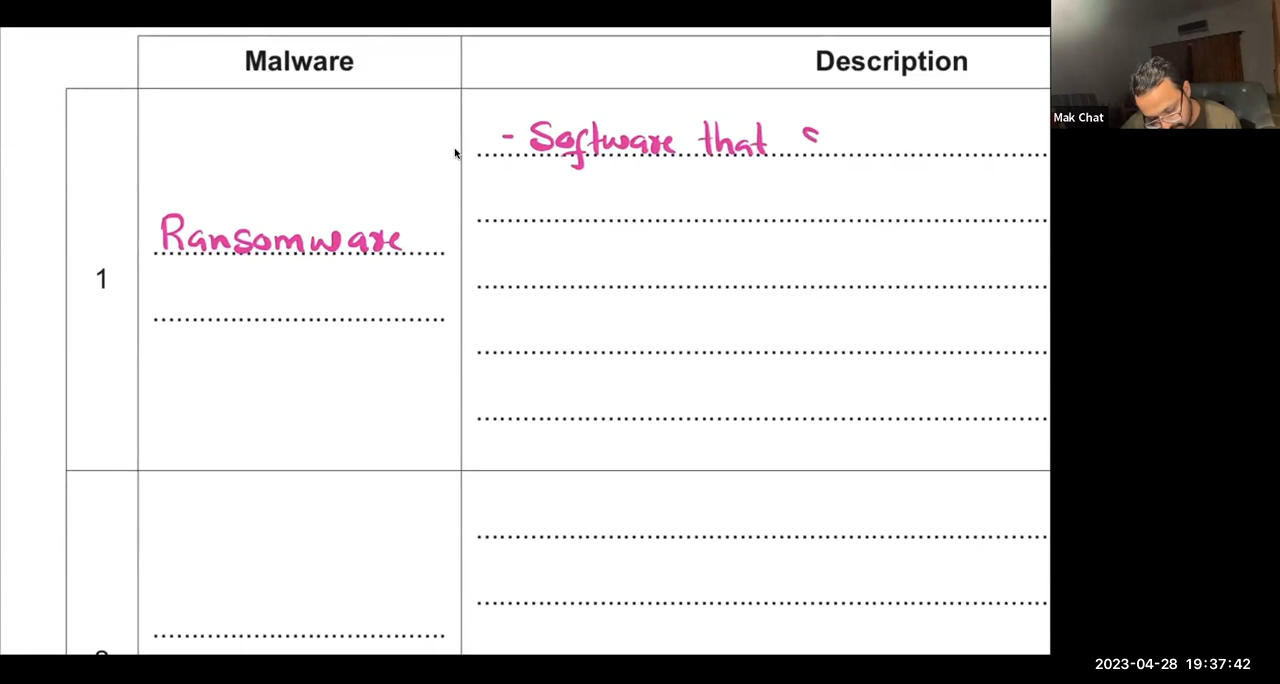 Malware
Description
Mak Chat
- Software that
Ransomware
1
2023-04-28 19:37:42